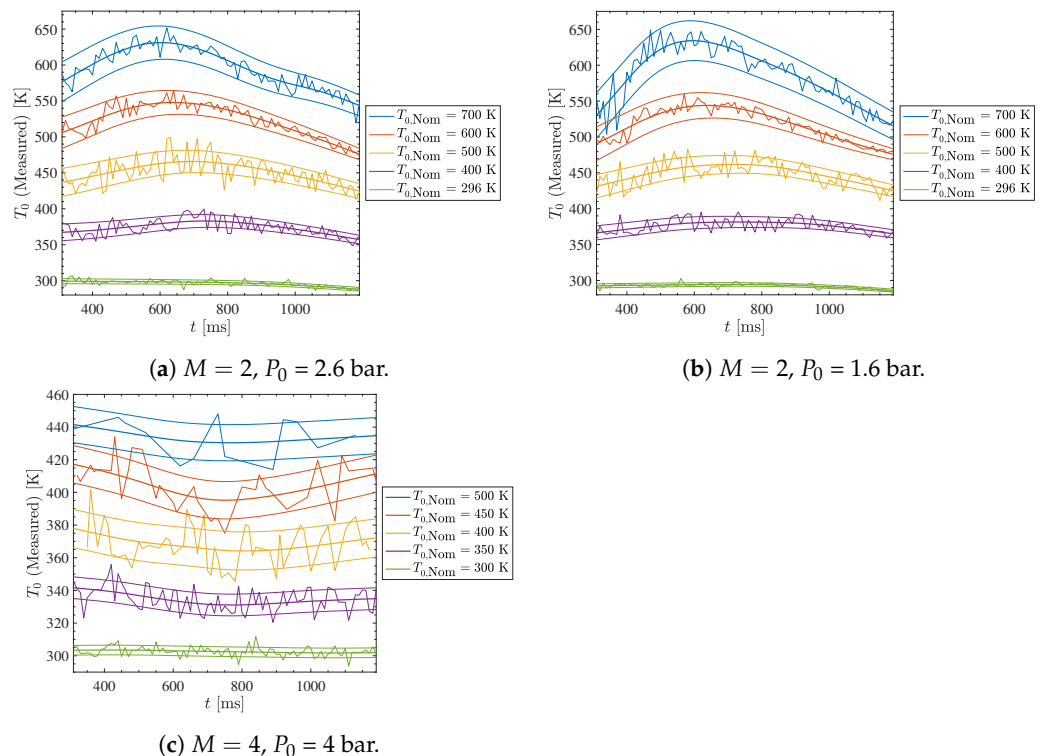 T₀ (Measured) [K]
650
600
550
500
450
400
350
300
400 600 800 1000
t [ms]
T₀,Nom = 700 K
T₀,Nom = 600 K
T₀,Nom = 500 K
T₀,Nom = 400 K
T₀,Nom = 296 K
(a) M = 2, P₀ = 2.6 bar.
T₀ (Measured) [K]
650
600
550
500
450
400
350
300
400 600 800 1000
t [ms]
T₀,Nom = 700 K
T₀,Nom = 600 K
T₀,Nom = 500 K
T₀,Nom = 400 K
T₀,Nom = 296 K
(b) M = 2, P₀ = 1.6 bar.
T₀ (Measured) [K]
460
440
420
400
380
360
340
320
300
400 600 800 1000
t [ms]
T₀,Nom = 500 K
T₀,Nom = 450 K
T₀,Nom = 400 K
T₀,Nom = 350 K
T₀,Nom = 300 K
(c) M = 4, P₀ = 4 bar.